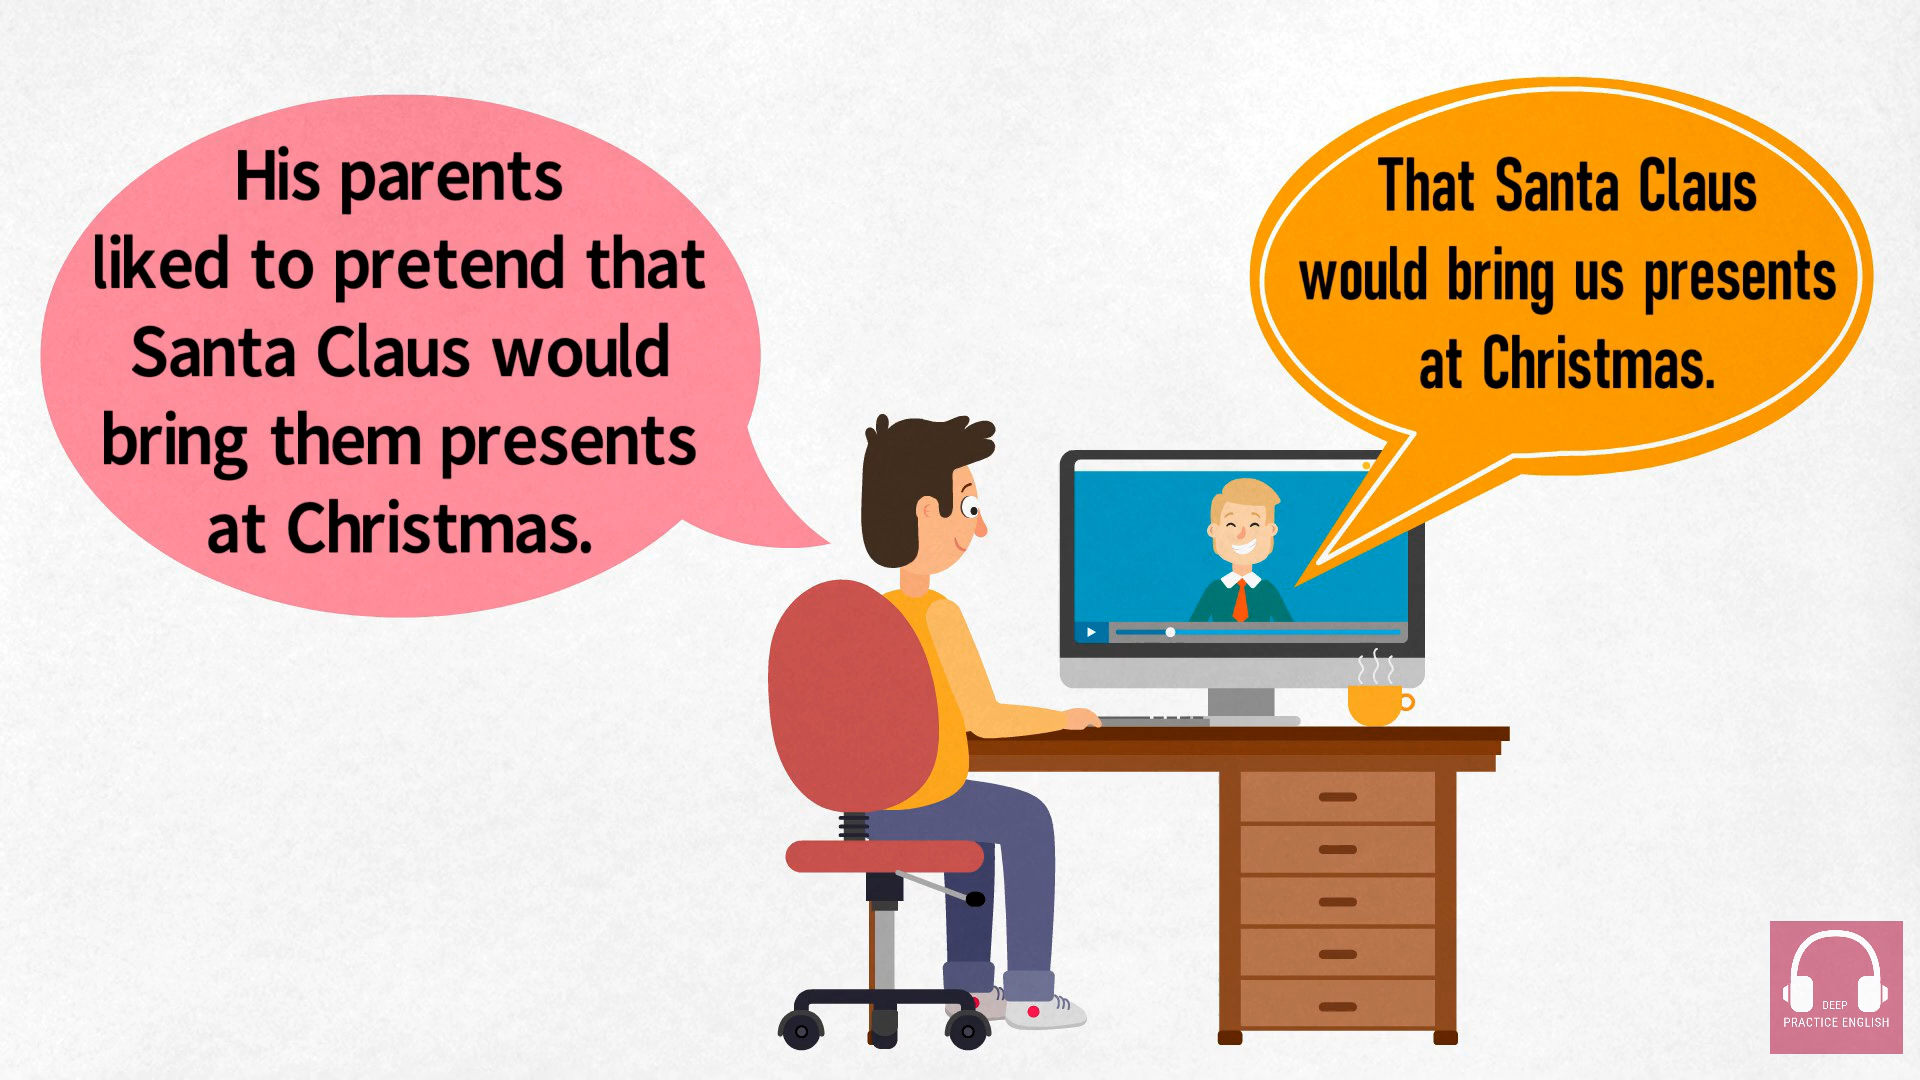 His parents
liked to pretend that
Santa Claus would
bring them presents
at Christmas.
That Santa Claus
would bring us presents
at Christmas.
DEEP
PRACTICE ENGLISH